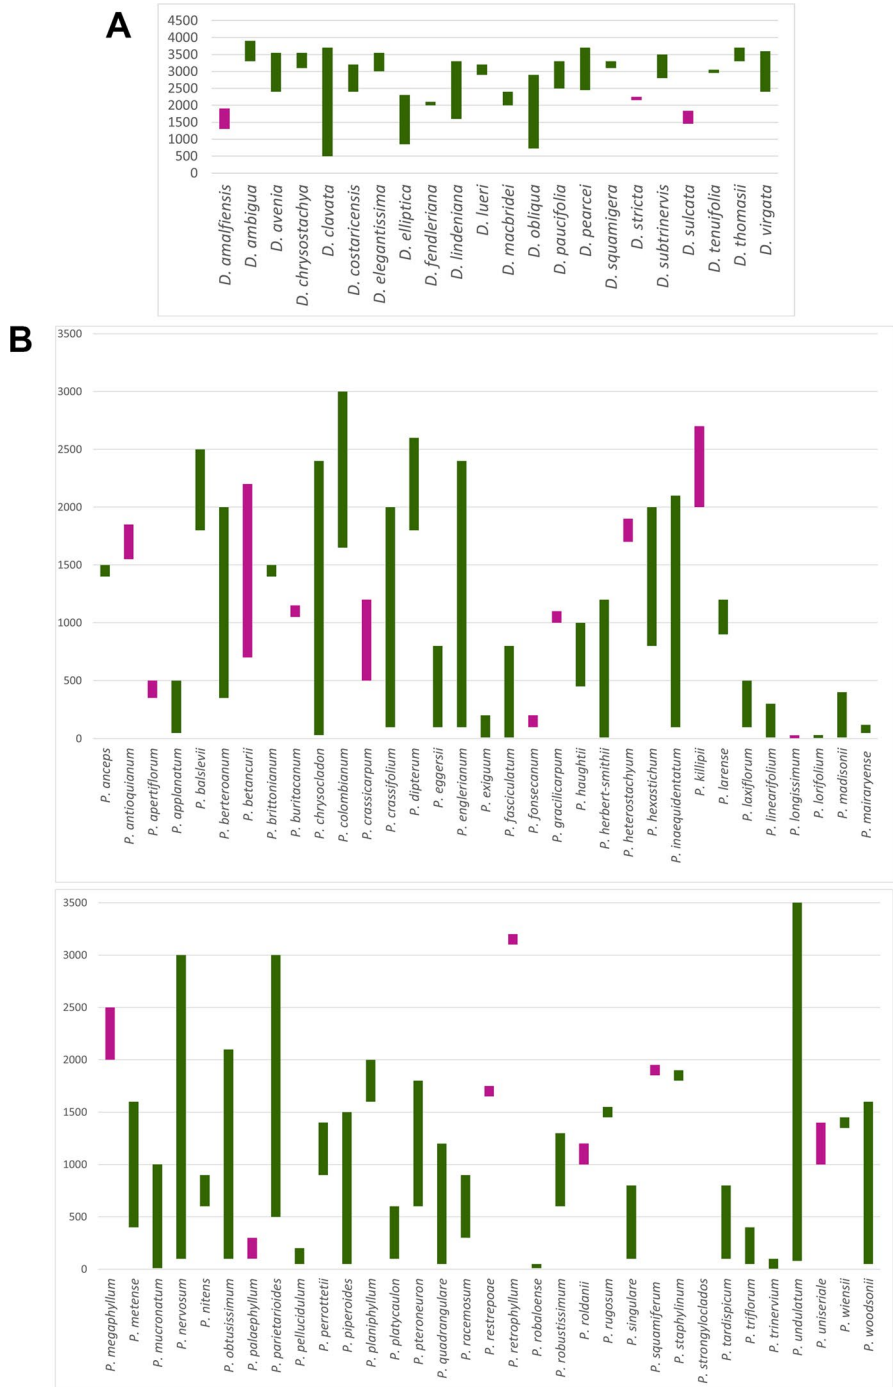 A
4500
4000
3500
3000
2500
2000
1500
1000
500
0
D. amalfiensis
D. ambigua
D. avenia
D. chrysostachya
D. clavata
D. costaricensis
D. elegantissima
D. elliptica
D. fendleriana
D. lindeniana
D. lueri
D. macbridei
D. obliqua
D. paucifolia
D. pearcei
D. squamigera
D. stricta
D. subtrinervis
D. sulcata
D. tenuifolia
D. thomasii
D. virgata
B
3500
3000
2500
2000
1500
1000
500
0
P. anceps
P. antioquianum
P. apertiflorum
P. applanatum
P. balslevii
P. berteroanum
P. betancurii
P. brittonianum
P. buritacanum
P. chrysocladon
P. colombianum
P. crassicarpum
P. crassifolium
P. dipterum
P. eggersii
P. englerianum
P. exiguum
P. fasciculatum
P. fonsecanum
P. gracilicarpum
P. haughtii
P. herbert-smithii
P. heterostachyum
P. hexastichum
P. inaequidentatum
P. killipii
P. larense
P. laxiflorum
P. linearifolium
P. longissimum
P. lorifolium
P. madisonii
P. mairaryense
3500
3000
2500
2000
1500
1000
500
0
P. megaphyllum
P. metense
P. mucronatum
P. nervosum
P. nitens
P. obtusissimum
P. palaephyllum
P. parietarioides
P. pellucidulum
P. perrottetii
P. piperoides
P. planiphyllum
P. platycaulon
P. pteroneuron
P. quadrangulare
P. racemosum
P. restrepoae
P. retrophyllum
P. robaloense
P. robustissimum
P. roldanii
P. rugosum
P. singulare
P. squamiferum
P. staphylinum
P. strongyloclados
P. tardispicum
P. triflorum
P. trinervium
P. undulatum
P. uniseriale
P. wiensii
P. woodsonii